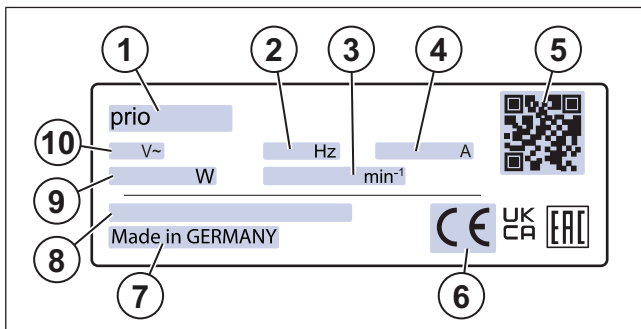 1 2 3 4 5
prio
10 V~ Hz A
9 W min⁻¹
8
Made in GERMANY CE UK
CA EAC
7 6